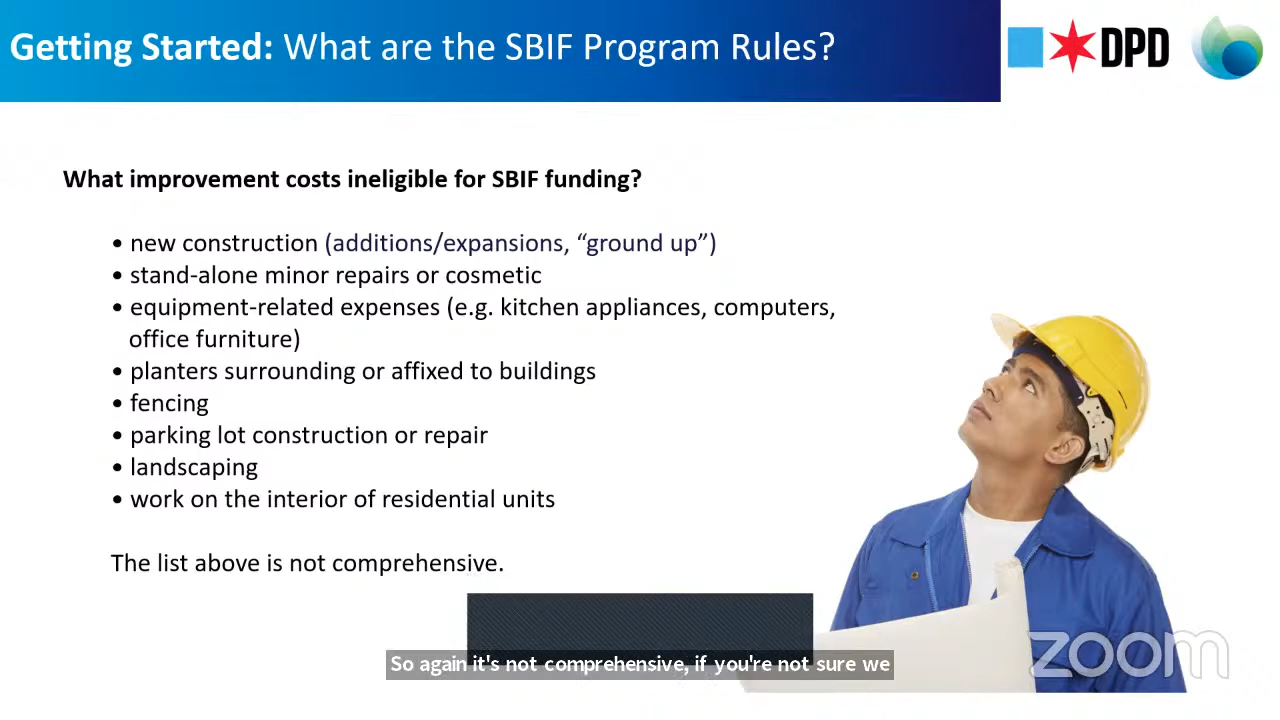 Getting Started: What are the SBIF Program Rules?
DPD
What improvement costs ineligible for SBIF funding?
• new construction (additions/expansions, “ground up”)
• stand-alone minor repairs or cosmetic
• equipment-related expenses (e.g. kitchen appliances, computers,
office furniture)
• planters surrounding or affixed to buildings
• fencing
• parking lot construction or repair
• landscaping
• work on the interior of residential units
The list above is not comprehensive.
So again it's not comprehensive, if you're not sure we
zoom